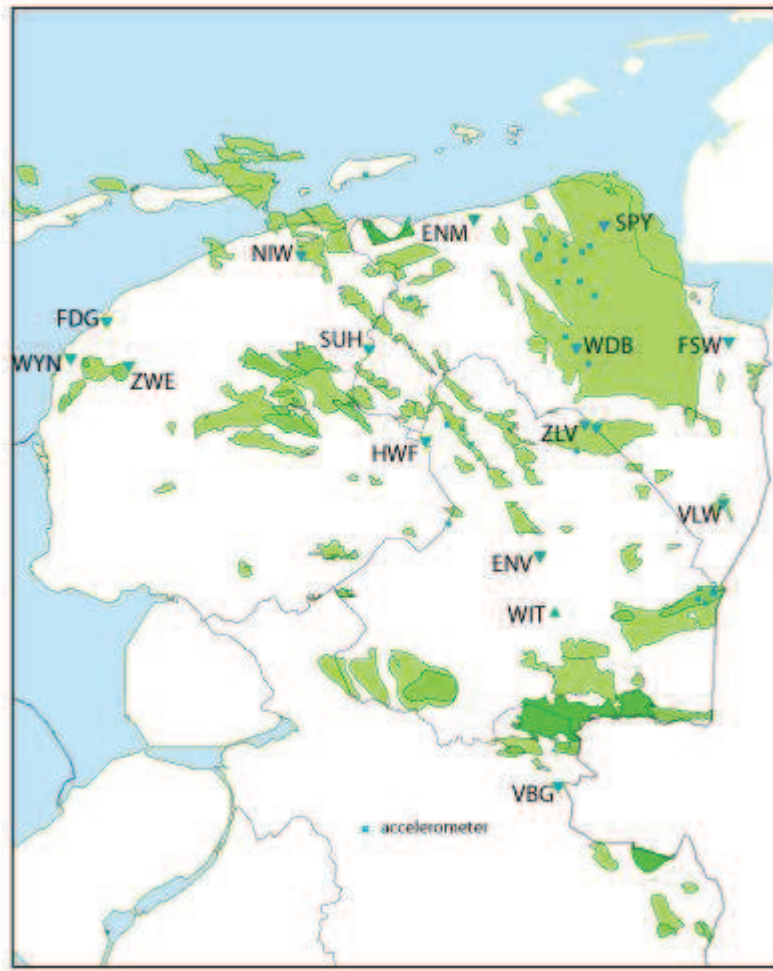 SPY
ENM
NIW
FDG
SUH
WDB
FSW
WYN
ZWE
ZLV
HWF
VLW
ENV
WIT
VBG
accelerometer